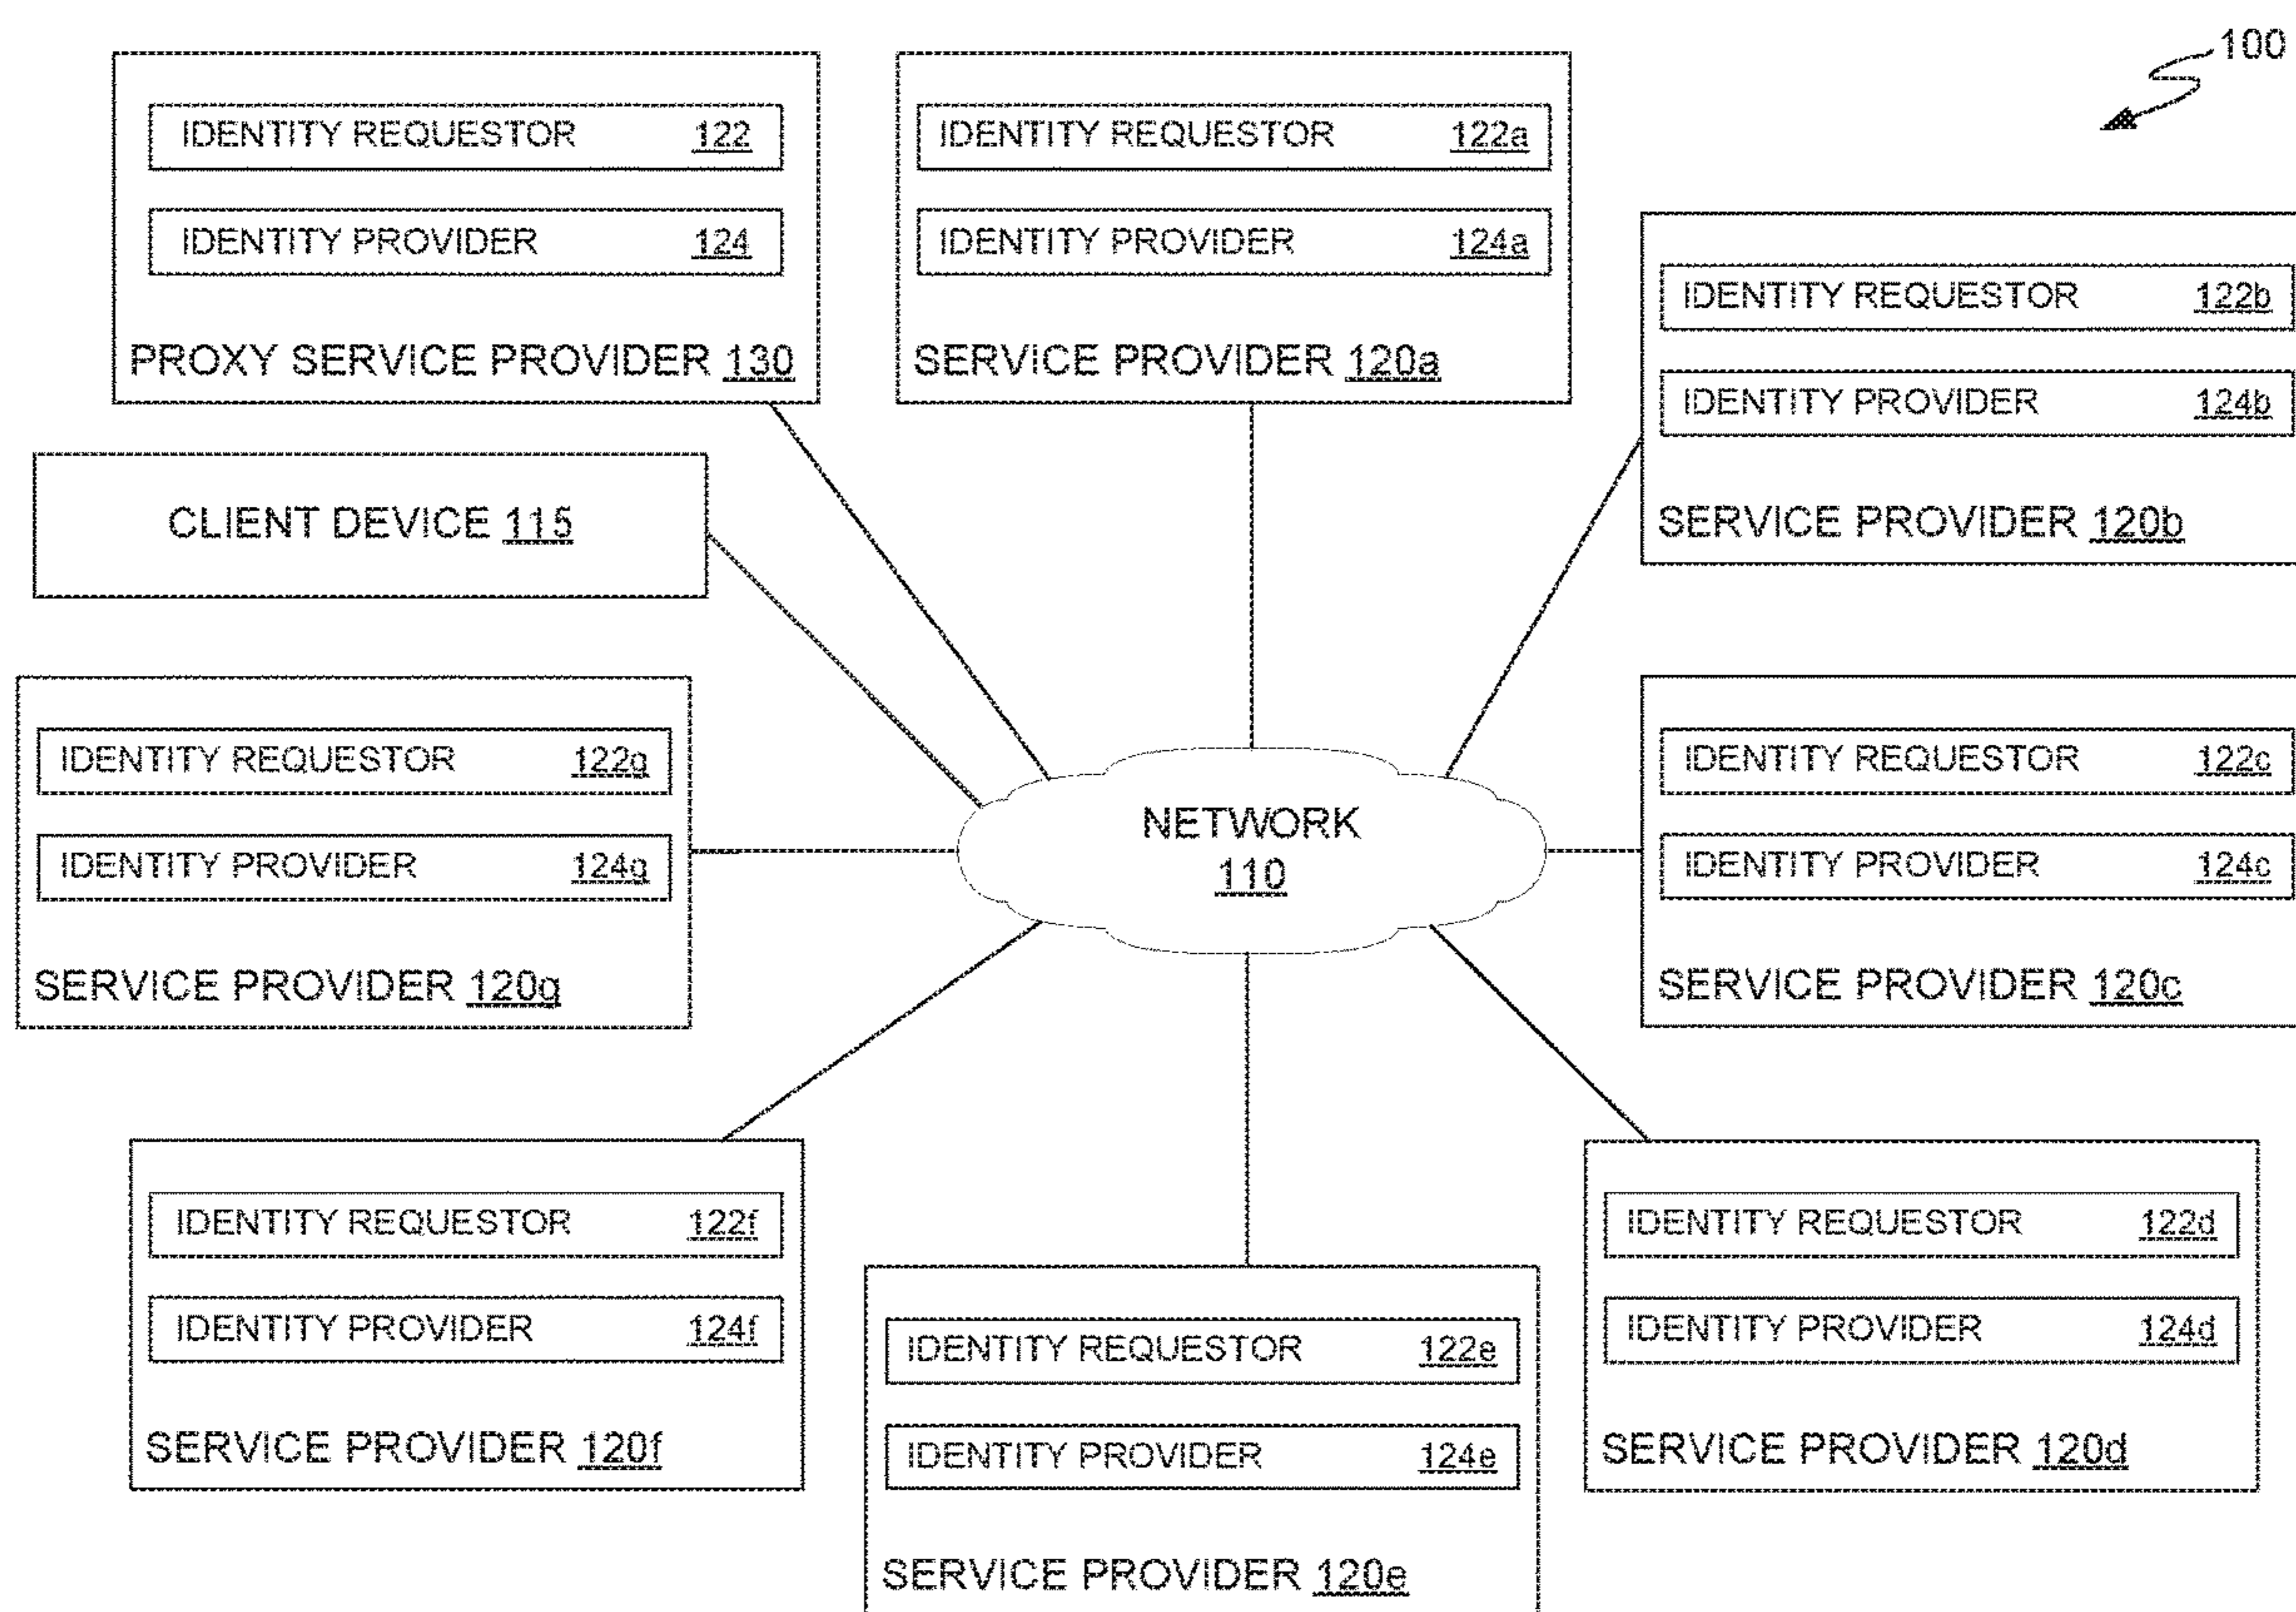 100
IDENTITY REQUESTOR 122
IDENTITY PROVIDER 124
PROXY SERVICE PROVIDER 130
IDENTITY REQUESTOR 122a
IDENTITY PROVIDER 124a
SERVICE PROVIDER 120a
IDENTITY REQUESTOR 122b
IDENTITY PROVIDER 124b
SERVICE PROVIDER 120b
CLIENT DEVICE 115
IDENTITY REQUESTOR 122g
IDENTITY PROVIDER 124g
SERVICE PROVIDER 120g
NETWORK
110
IDENTITY REQUESTOR 122c
IDENTITY PROVIDER 124c
SERVICE PROVIDER 120c
IDENTITY REQUESTOR 122f
IDENTITY PROVIDER 124f
SERVICE PROVIDER 120f
IDENTITY REQUESTOR 122e
IDENTITY PROVIDER 124e
SERVICE PROVIDER 120e
IDENTITY REQUESTOR 122d
IDENTITY PROVIDER 124d
SERVICE PROVIDER 120d